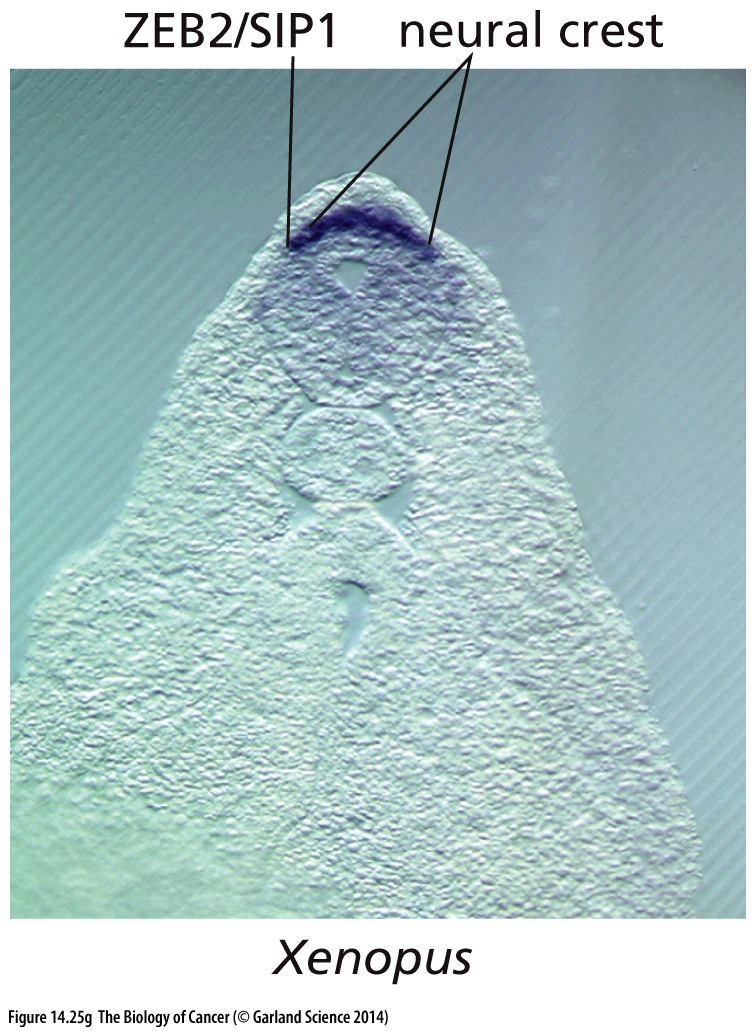 ZEB2/SIP1 neural crest
Xenopus
Figure 14.25g The Biology of Cancer (© Garland Science 2014)